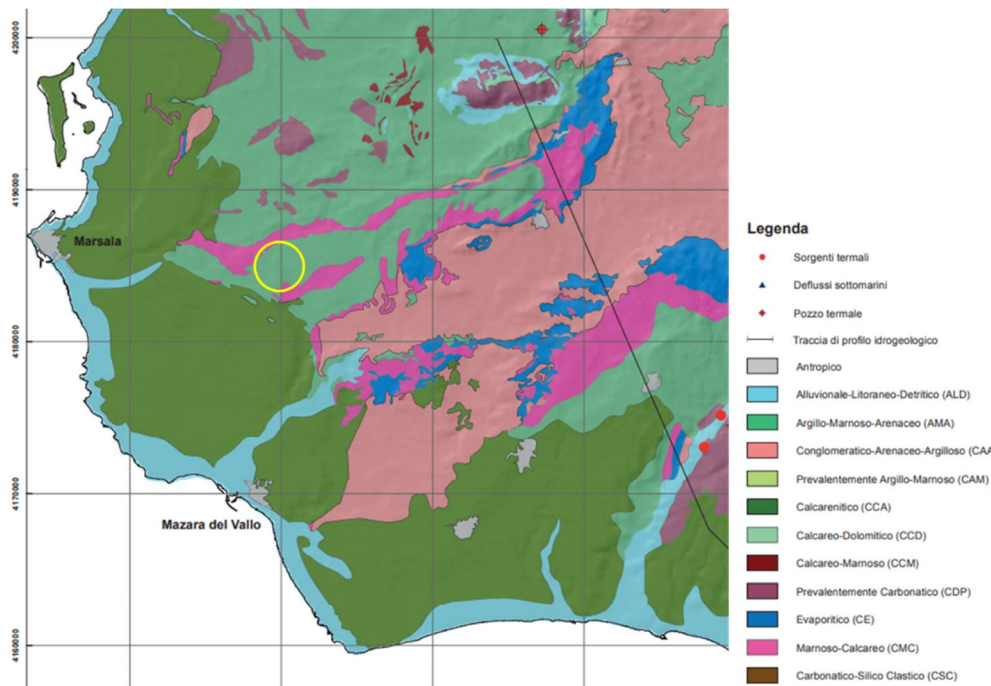 4200000
4190000
4180000
4170000
4160000
Marsala
Mazara del Vallo
Legenda
Sorgenti termali
Deflussi sottomarini
Pozzo termale
Traccia di profilo idrogeologico
Antropico
Alluvionale-Litoraneo-Detritico (ALD)
Argillo-Marnoso-Arenaceo (AMA)
Conglomeratico-Arenaceo-Argilloso (CAA
Prevalentemente Argillo-Marnoso (CAM)
Calcarenitico (CCA)
Calcareo-Dolomitico (CCD)
Calcareo-Marnoso (CCM)
Prevalentemente Carbonatico (CDP)
Evaporitico (CE)
Marnoso-Calcareo (CMC)
Carbonatico-Silico Clastico (CSC)